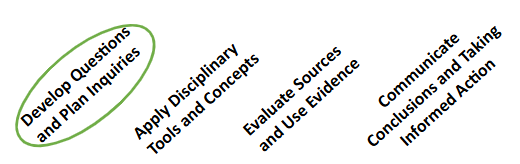 Develop Questions
and Plan Inquiries
Apply Disciplinary
Tools and Concepts
Evaluate Sources
and Use Evidence
Communicate
Conclusions and Taking
Informed Action